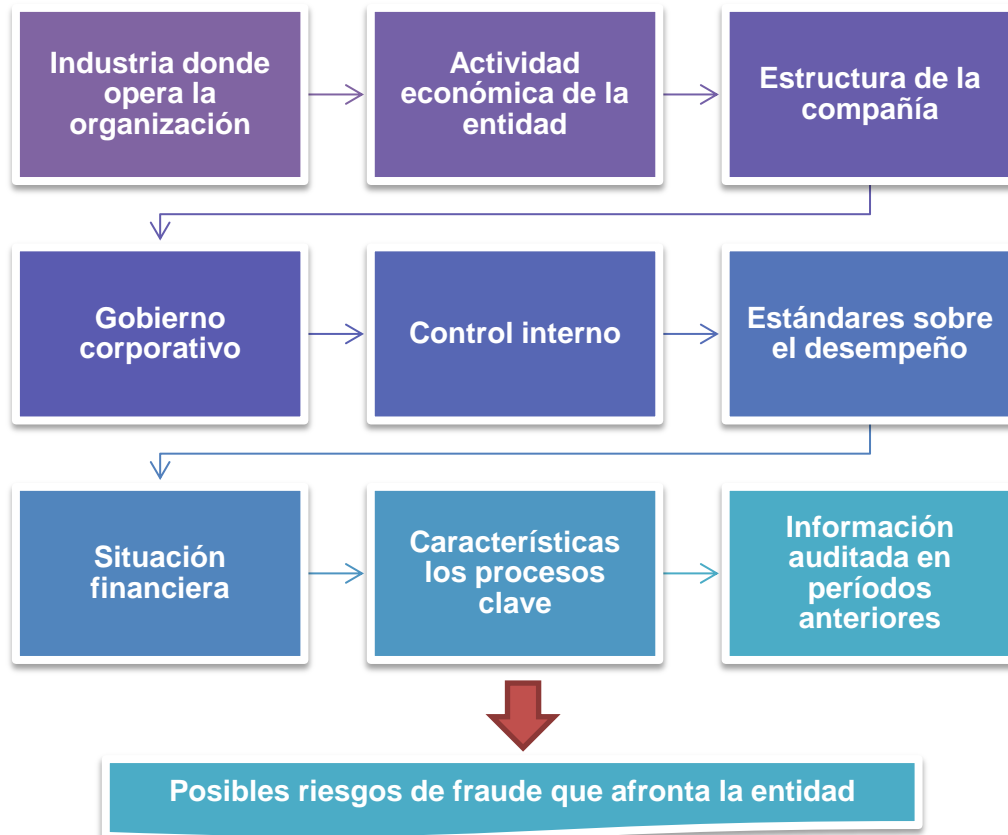 Industria donde
opera la
organización
Actividad
económica de la
entidad
Estructura de la
compañía
Gobierno
corporativo
Control interno
Estándares sobre
el desempeño
Situación
financiera
Características
los procesos
clave
Información
auditada en
períodos
anteriores
Posibles riesgos de fraude que afronta la entidad